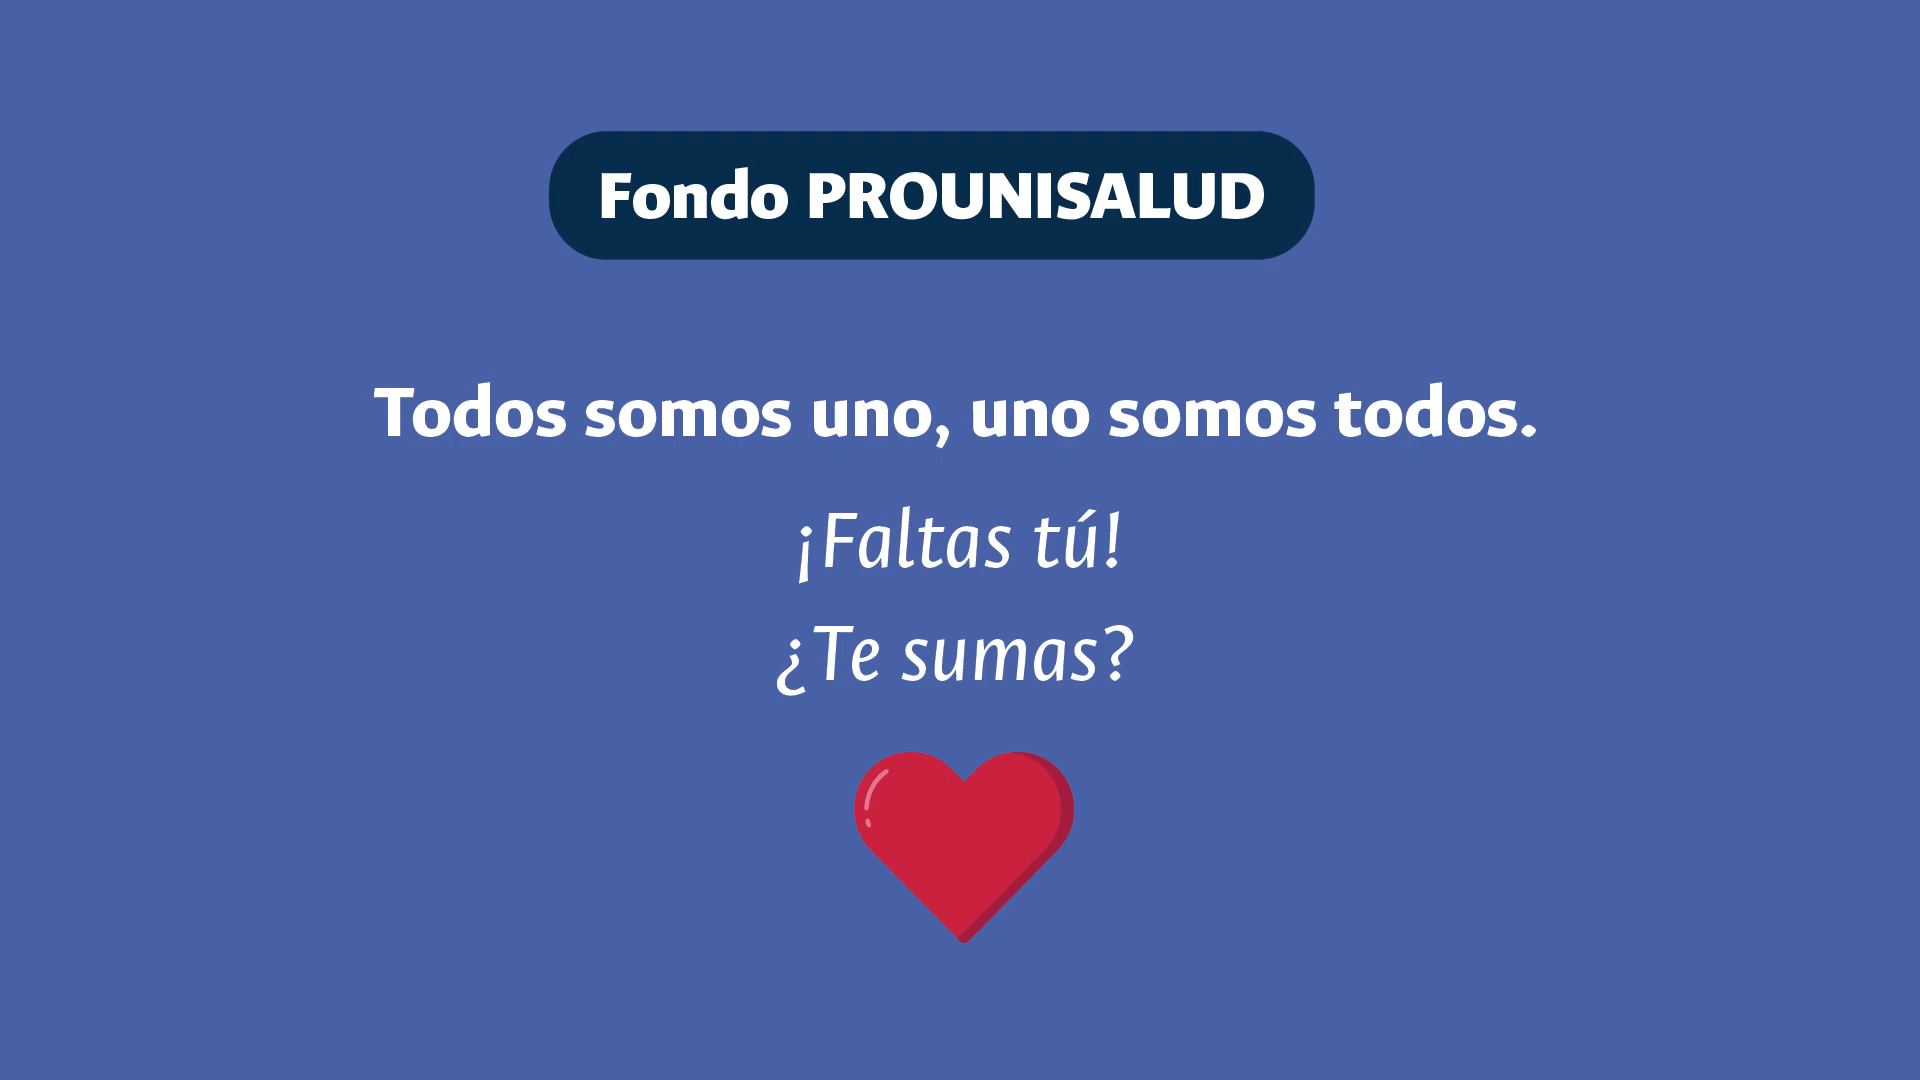 Fondo PROUNISALUD
Todos somos uno, uno somos todos.
¡Faltas tú!
¿Te sumas?